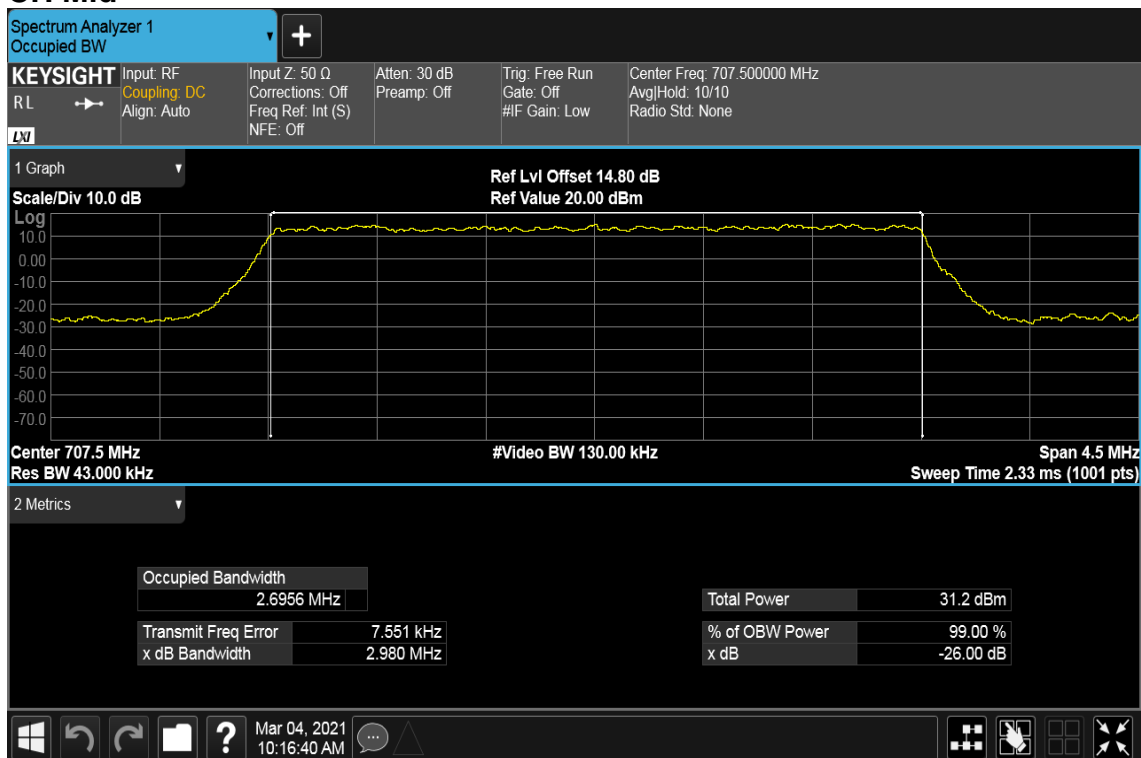 Spectrum Analyzer 1
Occupied BW
KEYSIGHT
R L
LXI
Input: RF
Coupling: DC
Align: Auto
Input Z: 50 Ω
Corrections: Off
Freq Ref: Int (S)
NFE: Off
Atten: 30 dB
Preamp: Off
Trig: Free Run
Gate: Off
#IF Gain: Low
Center Freq: 707.500000 MHz
Avg|Hold: 10/10
Radio Std: None
1 Graph
Scale/Div 10.0 dB
Ref Lvl Offset 14.80 dB
Ref Value 20.00 dBm
Log
10.0
0.00
-10.0
-20.0
-30.0
-40.0
-50.0
-60.0
-70.0
Center 707.5 MHz
#Video BW 130.00 kHz
Span 4.5 MHz
Res BW 43.000 kHz
Sweep Time 2.33 ms (1001 pts)
2 Metrics
Occupied Bandwidth
2.6956 MHz
Transmit Freq Error 7.551 kHz
x dB Bandwidth 2.980 MHz
Total Power 31.2 dBm
% of OBW Power 99.00 %
x dB -26.00 dB
?
Mar 04, 2021
10:16:40 AM